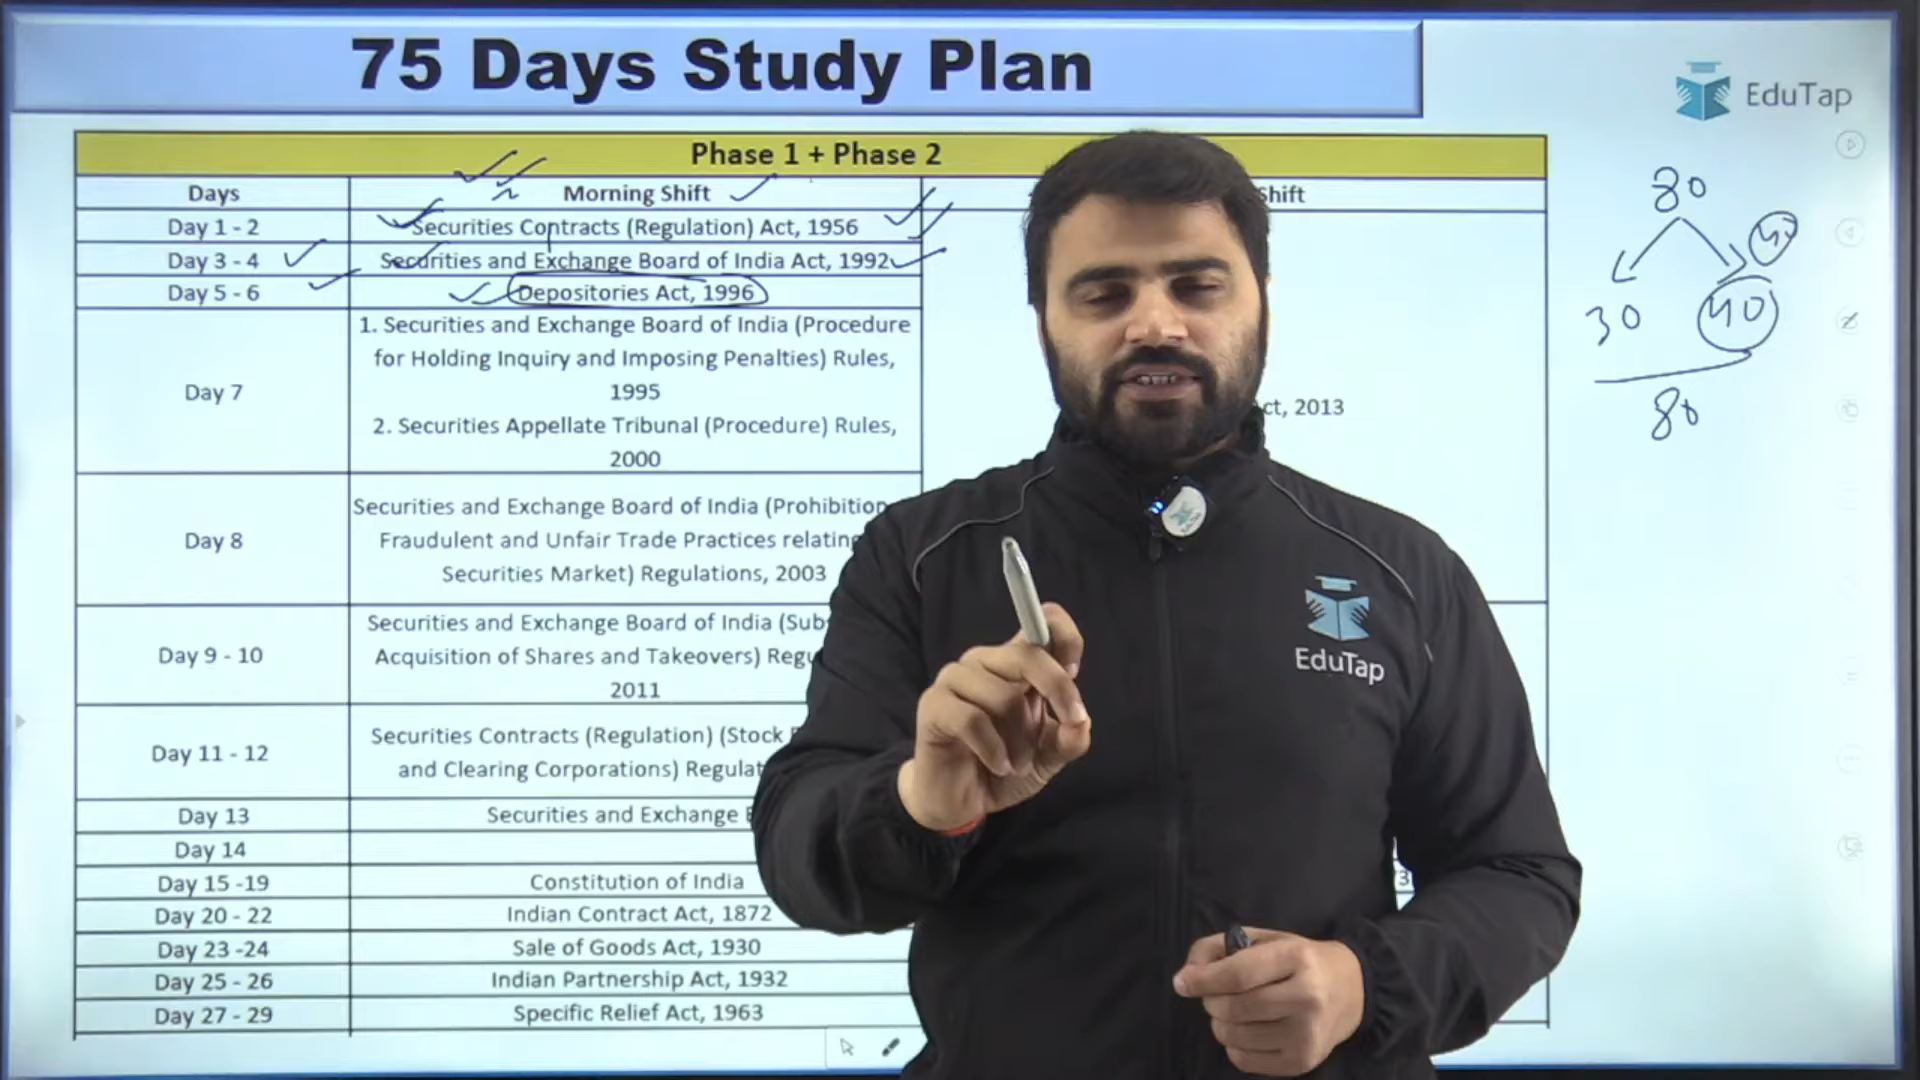 75 Days Study Plan
EduTap
Phase 1 + Phase 2
Days
Morning Shift
Shift
Day 1 - 2
Securities Contracts (Regulation) Act, 1956
Day 3 - 4
Securities and Exchange Board of India Act, 1992
Day 5 - 6
Depositories Act, 1996
Day 7
1. Securities and Exchange Board of India (Procedure
for Holding Inquiry and Imposing Penalties) Rules,
1995
2. Securities Appellate Tribunal (Procedure) Rules,
2000
ct, 2013
Day 8
Securities and Exchange Board of India (Prohibition
Fraudulent and Unfair Trade Practices relating
Securities Market) Regulations, 2003
Day 9 - 10
Securities and Exchange Board of India (Sub
Acquisition of Shares and Takeovers) Regu
2011
Day 11 - 12
Securities Contracts (Regulation) (Stock
and Clearing Corporations) Regulat
Day 13
Securities and Exchange
Day 14
Day 15 -19
Constitution of India
Day 20 - 22
Indian Contract Act, 1872
Day 23 -24
Sale of Goods Act, 1930
Day 25 - 26
Indian Partnership Act, 1932
Day 27 - 29
Specific Relief Act, 1963
80
30
40
80
EduTap